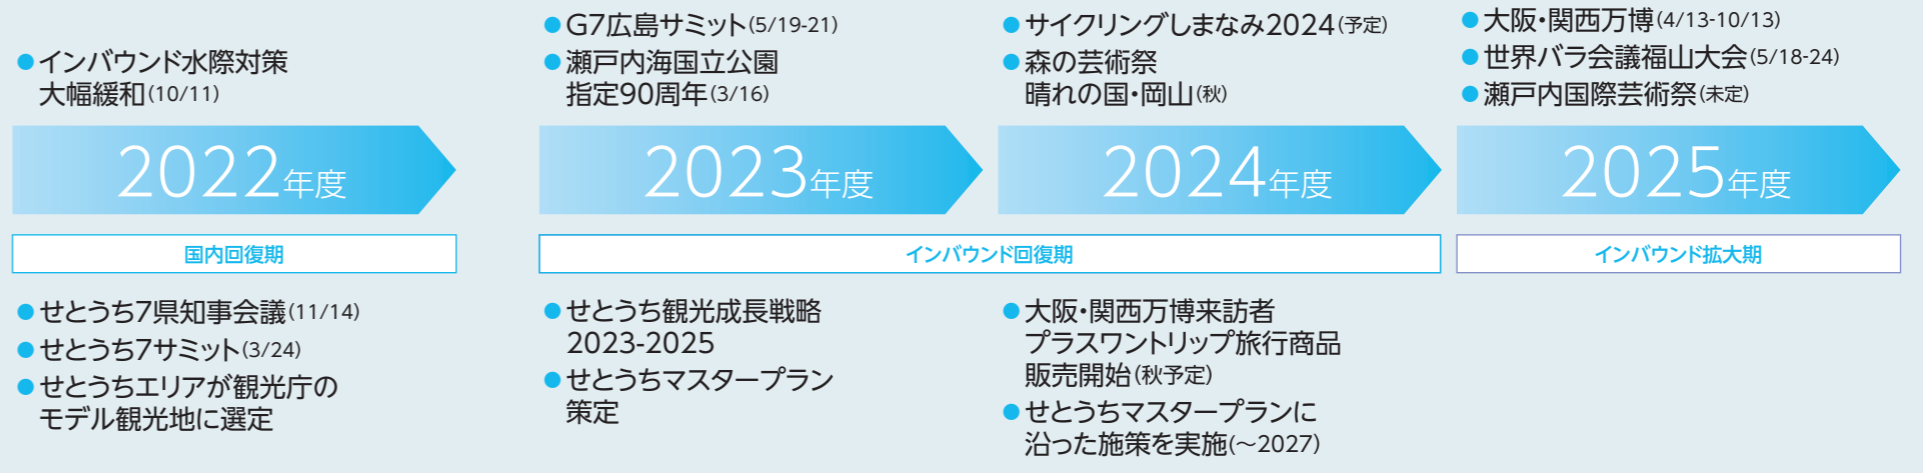 ●インバウンド水際対策
大幅緩和(10/11)
2022年度
国内回復期
●せとうち7県知事会議(11/14)
●せとうち7サミット(3/24)
●せとうちエリアが観光庁の
モデル観光地に選定
●G7広島サミット(5/19-21)
●瀬戸内海国立公園
指定90周年(3/16)
2023年度
●サイクリングしまなみ2024(予定)
●森の芸術祭
晴れの国・岡山(秋)
2024年度
インバウンド回復期
●せとうち観光成長戦略
2023-2025
●せとうちマスタープラン
策定
●大阪・関西万博来訪者
プラスワントリップ旅行商品
販売開始(秋予定)
●せとうちマスタープランに
沿った施策を実施(～2027)
●大阪・関西万博(4/13-10/13)
●世界バラ会議福山大会(5/18-24)
●瀬戸内国際芸術祭(未定)
2025年度
インバウンド拡大期